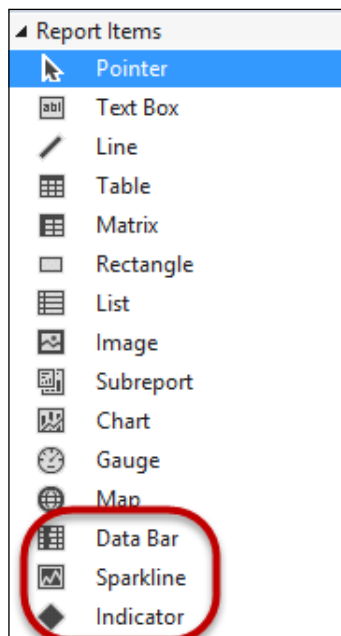 Report Items
Pointer
abl Text Box
Line
Table
Matrix
Rectangle
List
Image
Subreport
Chart
Gauge
Map
Data Bar
Sparkline
Indicator